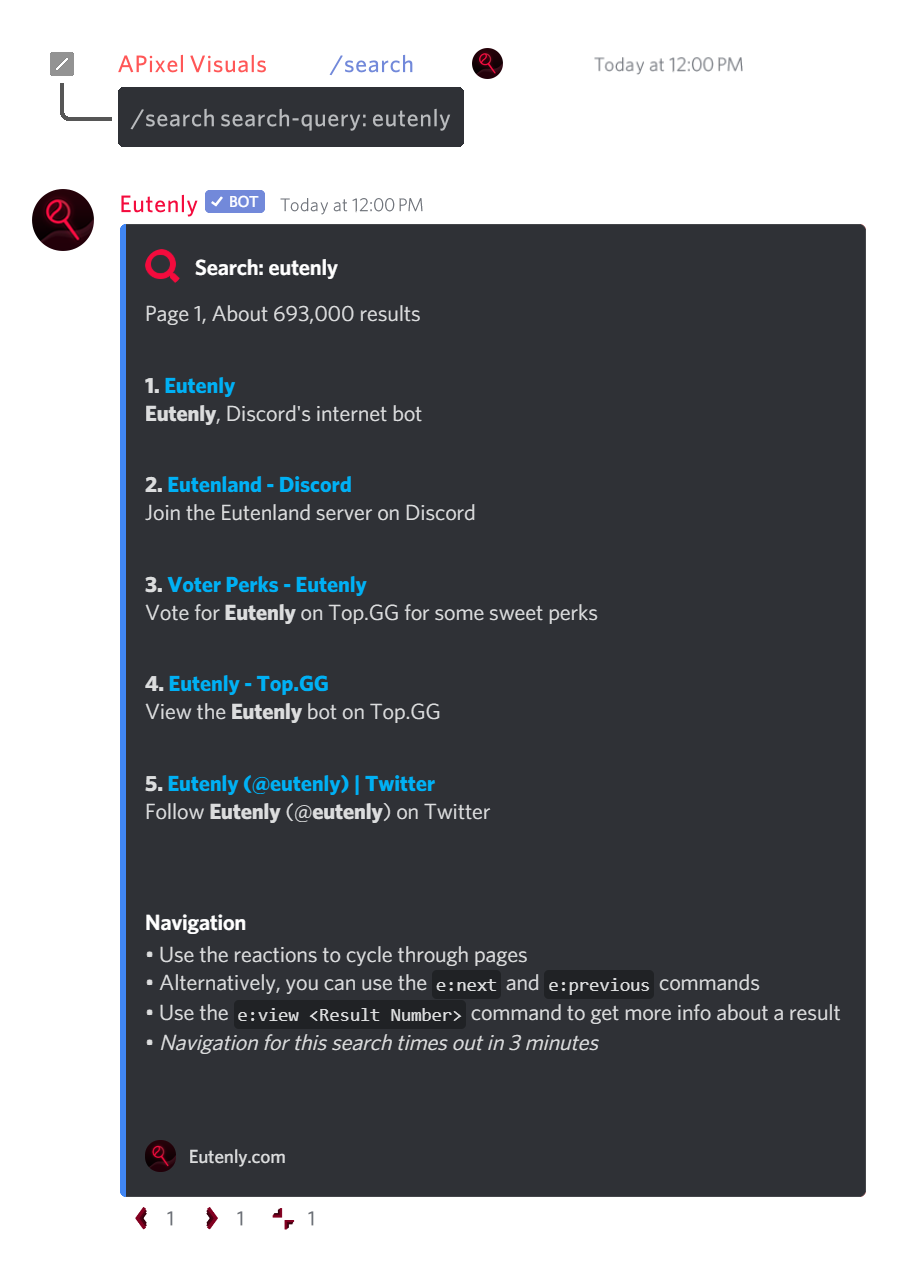 APixel Visuals /search Today at 12:00 PM
/search search-query: eutenly
Eutenly BOT Today at 12:00 PM
Search: eutenly
Page 1, About 693,000 results
1. Eutenly
Eutenly, Discord's internet bot
2. Eutenland - Discord
Join the Eutenland server on Discord
3. Voter Perks - Eutenly
Vote for Eutenly on Top.GG for some sweet perks
4. Eutenly - Top.GG
View the Eutenly bot on Top.GG
5. Eutenly (@eutenly) | Twitter
Follow Eutenly (@eutenly) on Twitter
Navigation
• Use the reactions to cycle through pages
• Alternatively, you can use the e:next and e:previous commands
• Use the e:view <Result Number> command to get more info about a result
• Navigation for this search times out in 3 minutes
Eutenly.com
1 1 1